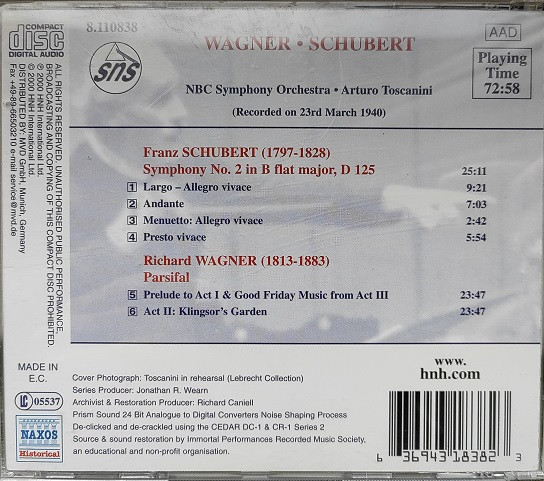 COMPACT
disc
DIGITAL AUDIO
8.110838
AAD
WAGNER • SCHUBERT
Playing
Time
72:58
sns
NBC Symphony Orchestra • Arturo Toscanini
(Recorded on 23rd March 1940)
Franz SCHUBERT (1797-1828)
Symphony No. 2 in B flat major, D 125 25:11
1 Largo – Allegro vivace 9:21
2 Andante 7:03
3 Menuetto: Allegro vivace 2:42
4 Presto vivace 5:54
Richard WAGNER (1813-1883)
Parsifal
5 Prelude to Act I & Good Friday Music from Act III 23:47
6 Act II: Klingsor's Garden 23:47
ALL RIGHTS RESERVED. UNAUTHORISED PUBLIC PERFORMANCE,
BROADCASTING AND COPYING OF THIS COMPACT DISC PROHIBITED
℗ 2000 HNH International Ltd.
© 2000 HNH International Ltd.
DISTRIBUTED BY: MVD GmbH, Munich, Germany
Fax +49-89-66503210 e-mail service@mvd.de
MADE IN
E.C.
LC 05537
NAXOS
Historical
www.
hnh.com
Cover Photograph: Toscanini in rehearsal (Lebrecht Collection)
Series Producer: Jonathan R. Wearn
Archivist & Restoration Producer: Richard Caniell
Prism Sound 24 Bit Analogue to Digital Converters Noise Shaping Process
De-clicked and de-crackled using the CEDAR DC-1 & CR-1 Series 2
Source & sound restoration by Immortal Performances Recorded Music Society,
an educational and non-profit organisation.
6 36943 18382 3